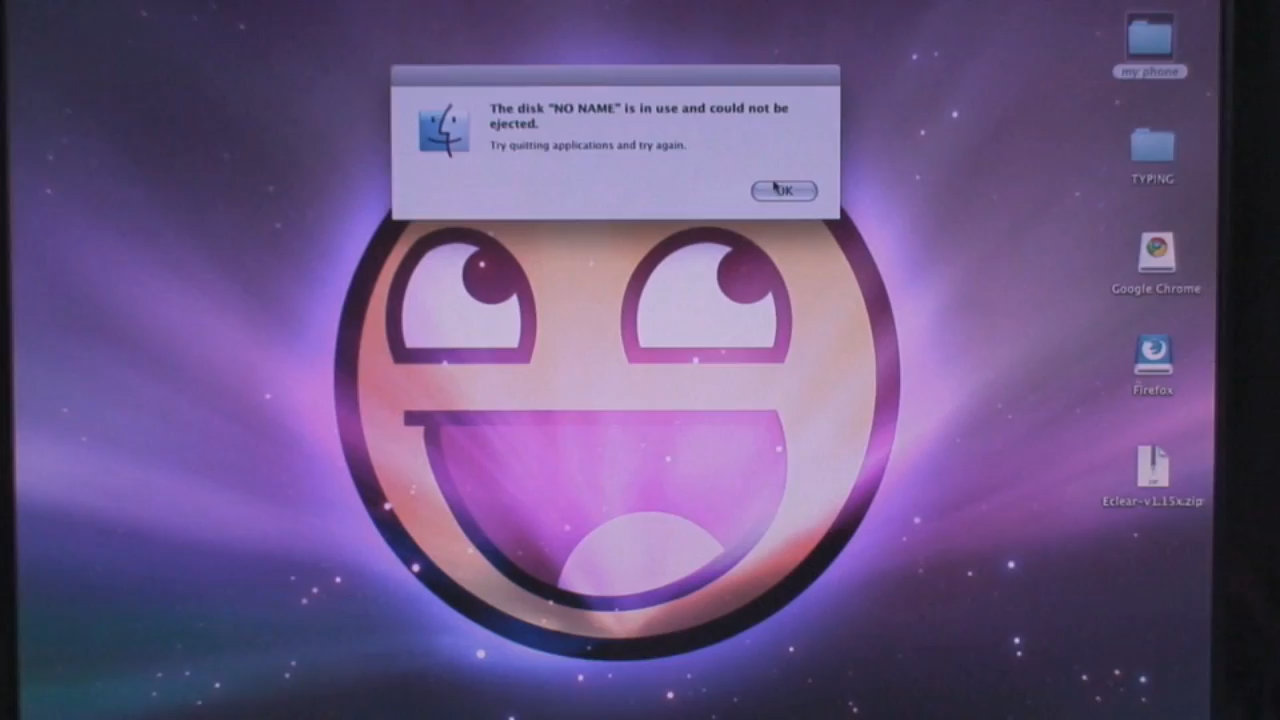 The disk "NO NAME" is in use and could not be
ejected.
Try quitting applications and try again.
OK
my phone
TYPING
Google Chrome
Firefox
ZIP
Eclear-v1.15x.zip